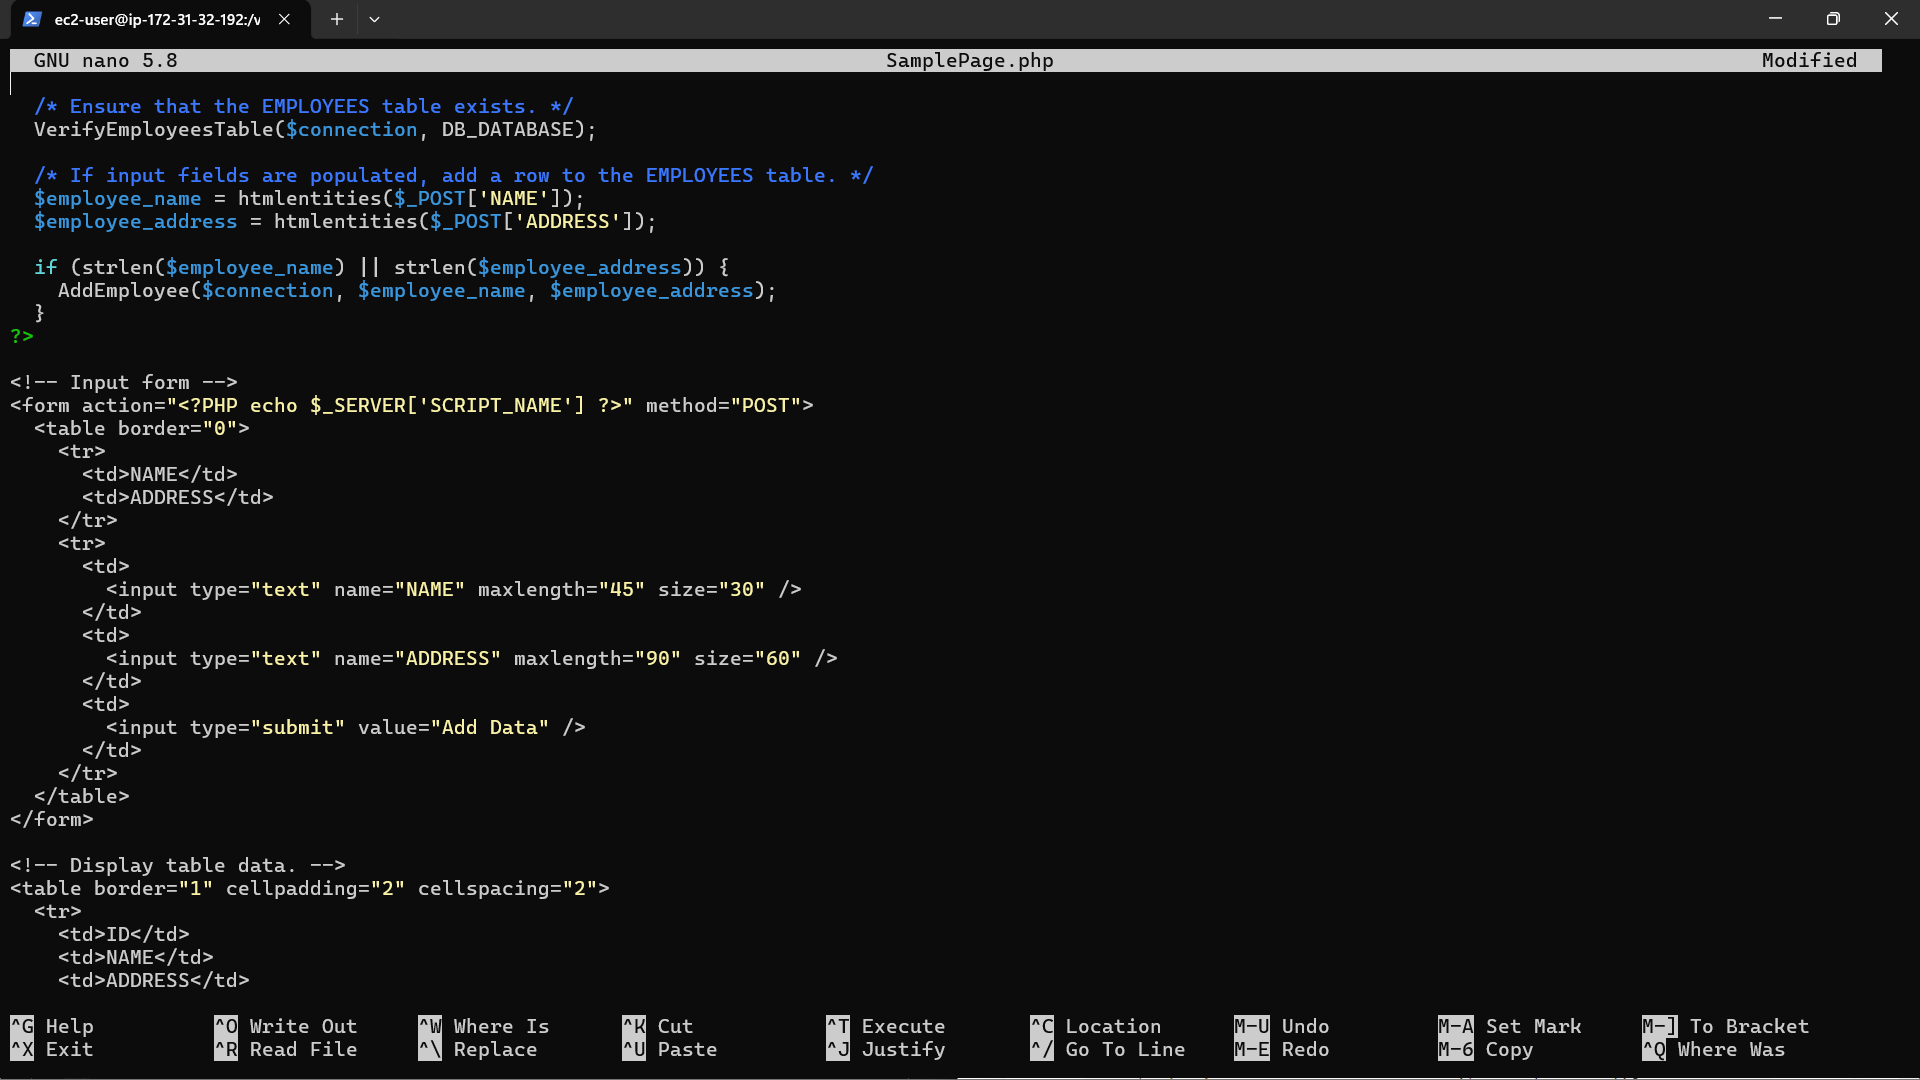 ec2-user@ip-172-31-32-192:/v
GNU nano 5.8 SamplePage.php Modified
/* Ensure that the EMPLOYEES table exists. */
VerifyEmployeesTable($connection, DB_DATABASE);
/* If input fields are populated, add a row to the EMPLOYEES table. */
$employee_name = htmlentities($_POST['NAME']);
$employee_address = htmlentities($_POST['ADDRESS']);
if (strlen($employee_name) || strlen($employee_address)) {
AddEmployee($connection, $employee_name, $employee_address);
}
?>
<!-- Input form -->
<form action="<?PHP echo $_SERVER['SCRIPT_NAME'] ?>" method="POST">
<table border="0">
<tr>
<td>NAME</td>
<td>ADDRESS</td>
</tr>
<tr>
<td>
<input type="text" name="NAME" maxlength="45" size="30" />
</td>
<td>
<input type="text" name="ADDRESS" maxlength="90" size="60" />
</td>
<td>
<input type="submit" value="Add Data" />
</td>
</tr>
</table>
</form>
<!-- Display table data. -->
<table border="1" cellpadding="2" cellspacing="2">
<tr>
<td>ID</td>
<td>NAME</td>
<td>ADDRESS</td>
^G Help ^O Write Out ^W Where Is ^K Cut ^T Execute ^C Location M-U Undo M-A Set Mark M-] To Bracket
^X Exit ^R Read File ^\ Replace ^U Paste ^J Justify ^/ Go To Line M-E Redo M-6 Copy ^Q Where Was